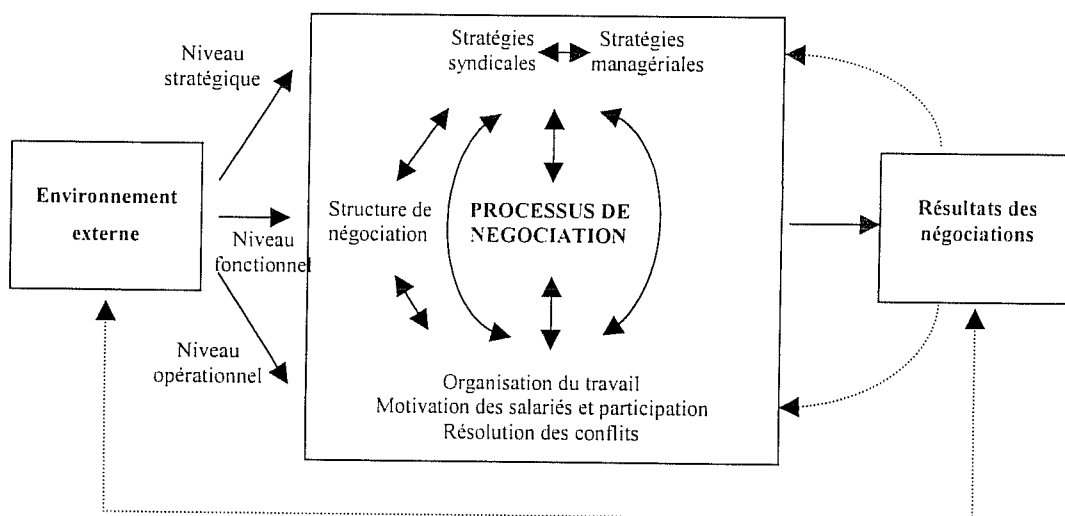 Niveau
stratégique
Stratégies
syndicales
Stratégies
managériales
Environnement
externe
Niveau
fonctionnel
Structure de
négociation
PROCESSUS DE
NEGOCIATION
Résultats des
négociations
Niveau
opérationnel
Organisation du travail
Motivation des salariés et participation
Résolution des conflits